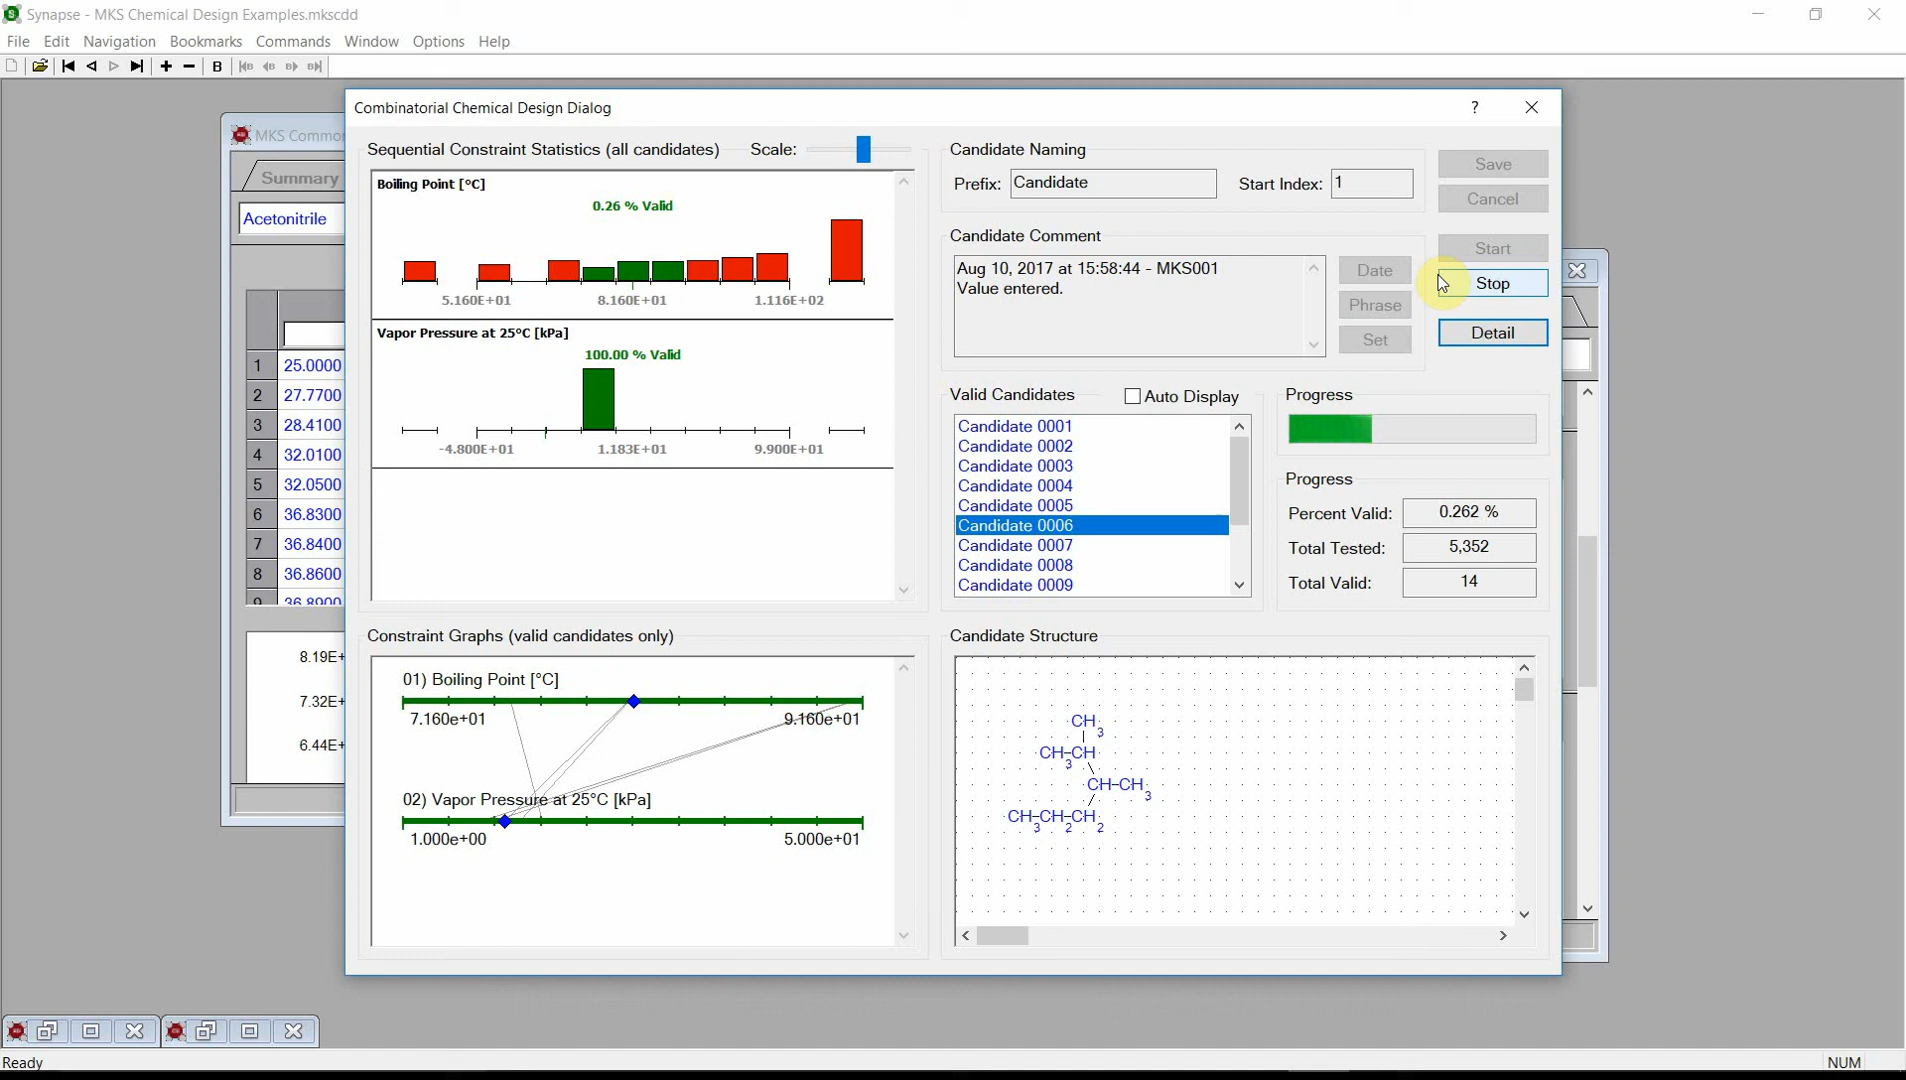 Synapse - MKS Chemical Design Examples.mkscdd
File Edit Navigation Bookmarks Commands Window Options Help
B
MKS Commo
Summary
Acetonitrile
1 25.0000
2 27.7700
3 28.4100
4 32.0100
5 32.0500
6 36.8300
7 36.8400
8 36.8600
9 36.8900
8.19E+
7.32E+
6.44E+
Combinatorial Chemical Design Dialog
?
Sequential Constraint Statistics (all candidates) Scale:
Boiling Point [°C]
0.26 % Valid
5.160E+01 8.160E+01 1.116E+02
Vapor Pressure at 25°C [kPa]
100.00 % Valid
-4.800E+01 1.183E+01 9.900E+01
Constraint Graphs (valid candidates only)
01) Boiling Point [°C]
7.160e+01 9.160e+01
02) Vapor Pressure at 25°C [kPa]
1.000e+00 5.000e+01
Candidate Naming
Prefix: Candidate Start Index: 1
Candidate Comment
Aug 10, 2017 at 15:58:44 - MKS001
Value entered.
Date
Phrase
Set
Save
Cancel
Start
Stop
Detail
Valid Candidates Auto Display
Candidate 0001
Candidate 0002
Candidate 0003
Candidate 0004
Candidate 0005
Candidate 0006
Candidate 0007
Candidate 0008
Candidate 0009
Progress
Progress
Percent Valid: 0.262 %
Total Tested: 5,352
Total Valid: 14
Candidate Structure
CH3
CH3-CH
CH-CH3
CH3-CH2-CH2
Ready
NUM